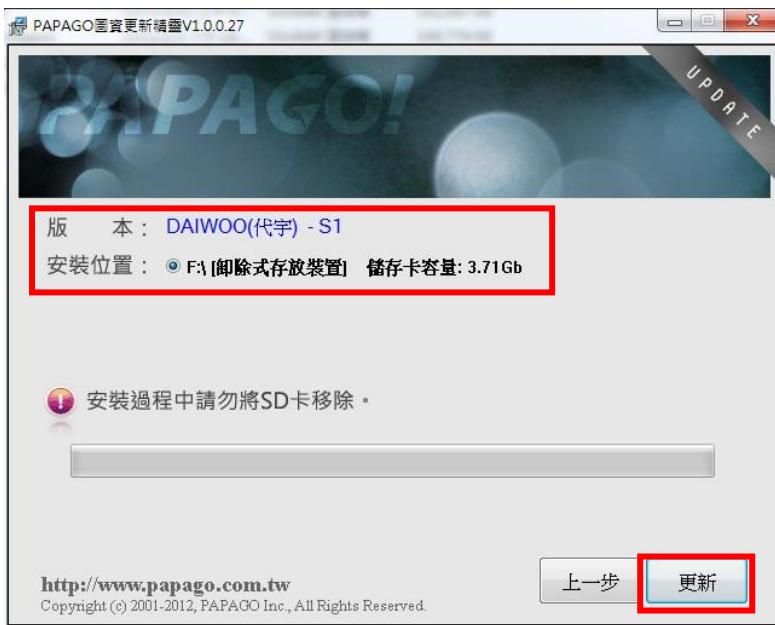 PAPAGO圖資更新精靈V1.0.0.27
PAPAGO!
UPDATE
版 本： DAIWOO(代宇) - S1
安裝位置： F:\ [卸除式存放裝置] 儲存卡容量: 3.71Gb
安裝過程中請勿將SD卡移除。
上一步 更新
http://www.papago.com.tw
Copyright (c) 2001-2012, PAPAGO Inc., All Rights Reserved.